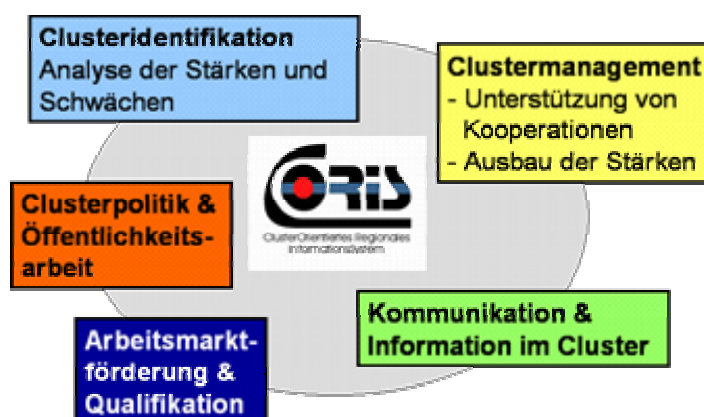 Clusteridentifikation
Analyse der Stärken und
Schwächen
Clustermanagement
- Unterstützung von
Kooperationen
- Ausbau der Stärken
CORIS
ClusterOrientiertes Regionales
InformationsSystem
Clusterpolitik &
Öffentlichkeits-
arbeit
Kommunikation &
Information im Cluster
Arbeitsmarkt-
förderung &
Qualifikation